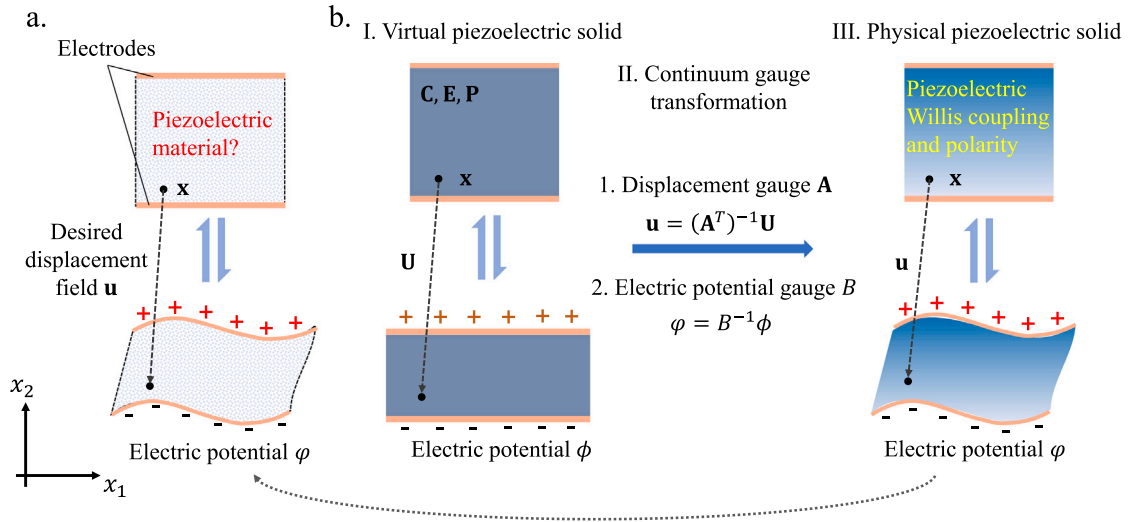 a.
Electrodes
Piezoelectric
material?
x
Desired
displacement
field u
+ + + + + +
- - - - - -
Electric potential φ
x₂
x₁
b.
I. Virtual piezoelectric solid
C, E, P
x
U
+ + + + + +
- - - - - - -
Electric potential ϕ
II. Continuum gauge
transformation
1. Displacement gauge A
u = (Aᵀ)⁻¹U
2. Electric potential gauge B
φ = B⁻¹ϕ
III. Physical piezoelectric solid
Piezoelectric
Willis coupling
and polarity
x
u
+ + + + + +
- - - - - -
Electric potential φ